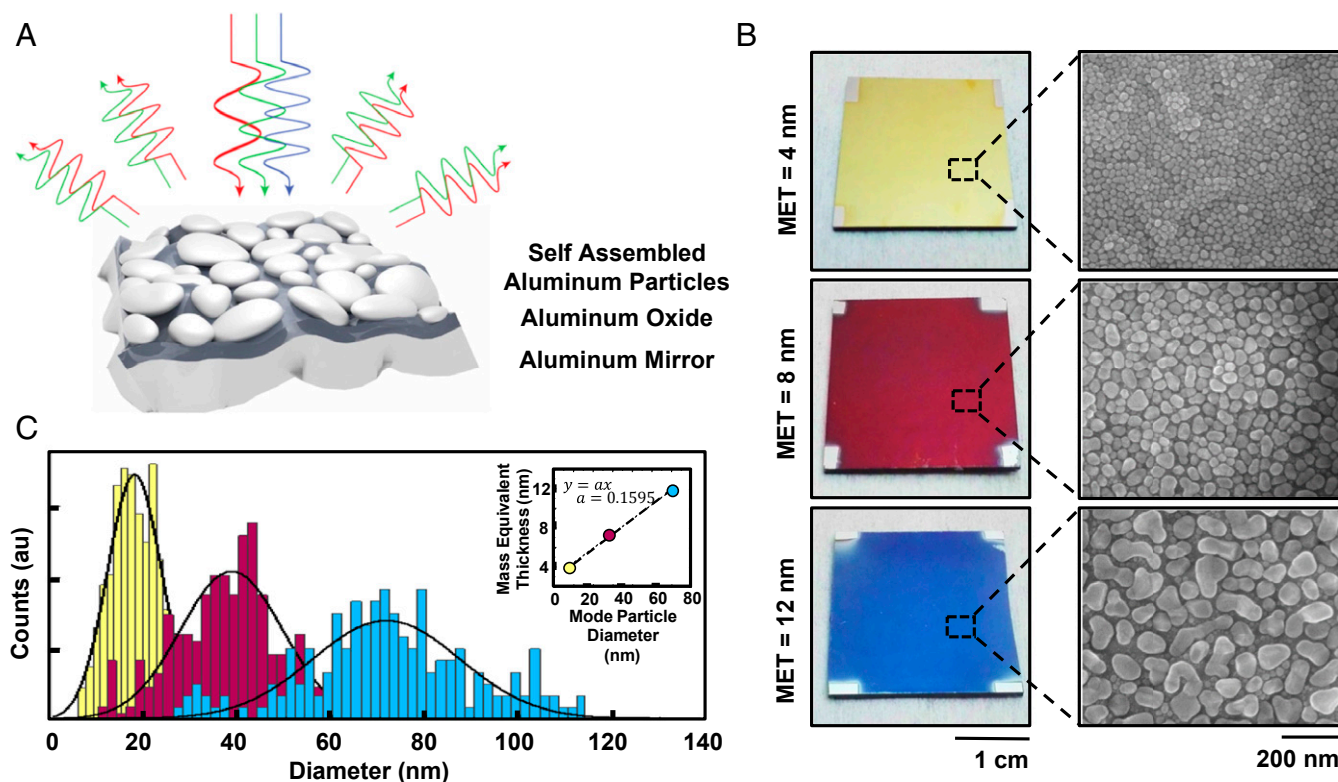 A
Self Assembled
Aluminum Particles
Aluminum Oxide
Aluminum Mirror
B
MET = 4 nm
MET = 8 nm
MET = 12 nm
1 cm
200 nm
C
Counts (au)
0 20 40 60 80 100 120 140
Diameter (nm)
y = ax
a = 0.1595
Mass Equivalent
Thickness (nm)
12
8
4
0 20 40 60 80
Mode Particle
Diameter
(nm)